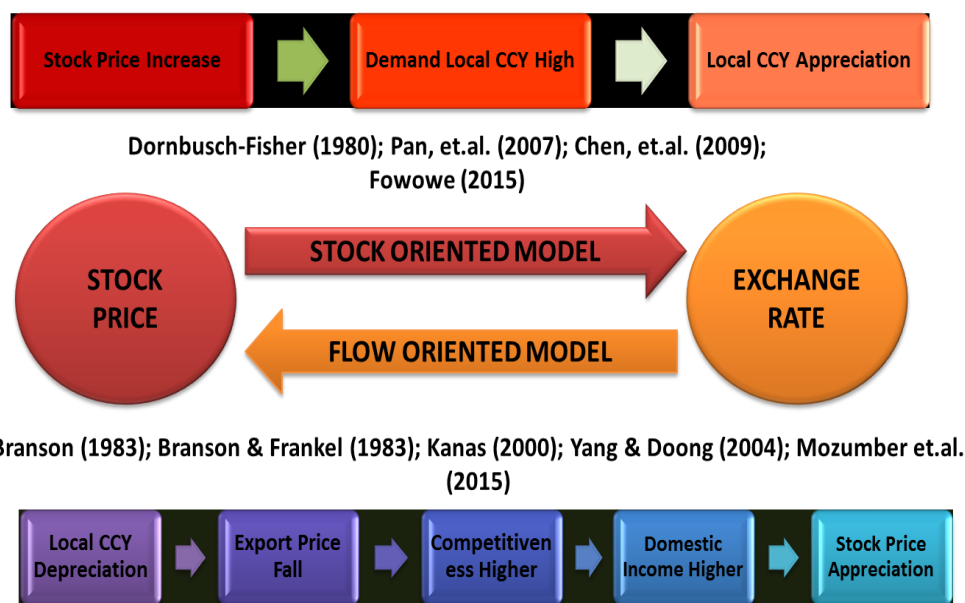 Stock Price Increase
Demand Local CCY High
Local CCY Appreciation
Dornbusch-Fisher (1980); Pan, et.al. (2007); Chen, et.al. (2009);
Fowowe (2015)
STOCK
PRICE
STOCK ORIENTED MODEL
FLOW ORIENTED MODEL
EXCHANGE
RATE
Branson (1983); Branson & Frankel (1983); Kanas (2000); Yang & Doong (2004); Mozumber et.al.
(2015)
Local CCY
Depreciation
Export Price
Fall
Competitiven
ess Higher
Domestic
Income Higher
Stock Price
Appreciation